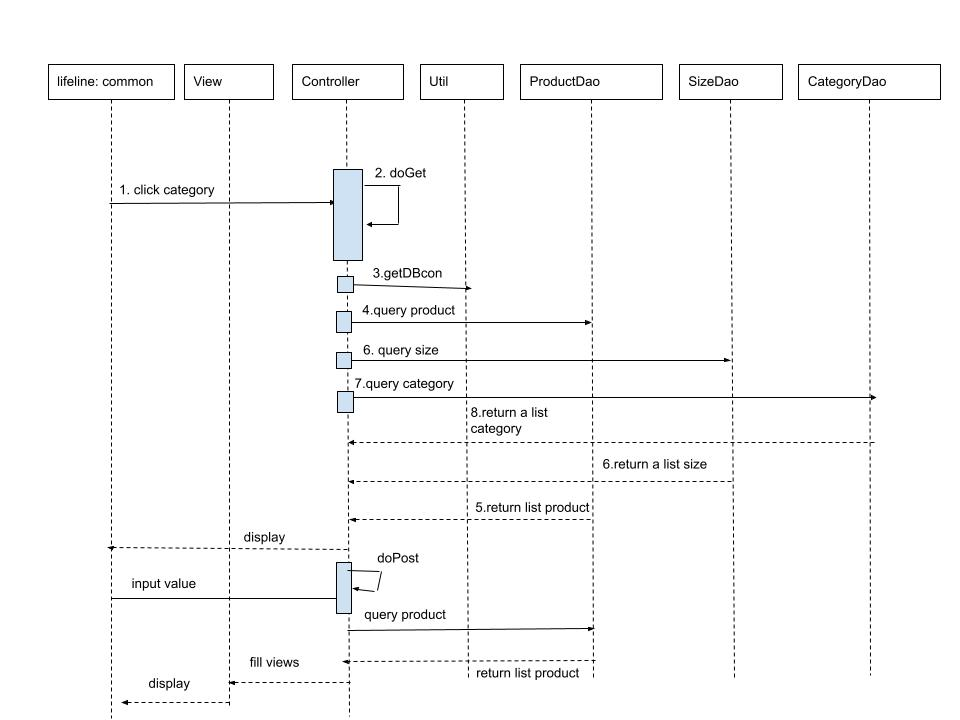 lifeline: common
View
Controller
Util
ProductDao
SizeDao
CategoryDao
2. doGet
1. click category
3.getDBcon
4.query product
6. query size
7.query category
8.return a list
category
6.return a list size
5.return list product
display
doPost
input value
query product
fill views
return list product
display